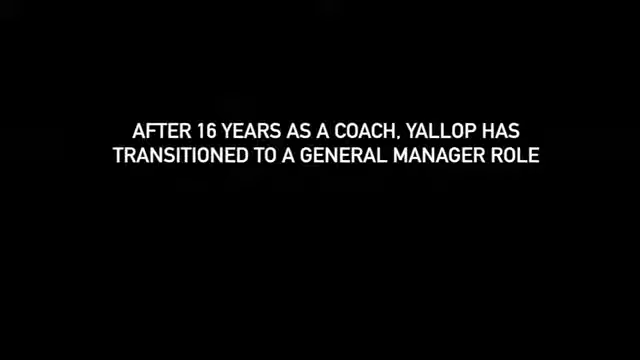 AFTER 16 YEARS AS A COACH, YALLOP HAS
TRANSITIONED TO A GENERAL MANAGER ROLE